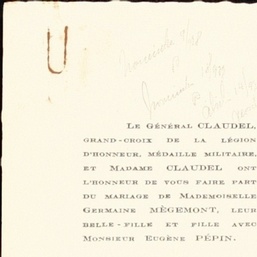 LE GÉNÉRAL CLAUDEL,
GRAND-CROIX DE LA LÉGION
D'HONNEUR, MÉDAILLE MILITAIRE,
ET MADAME CLAUDEL ONT
L'HONNEUR DE VOUS FAIRE PART
DU MARIAGE DE MADEMOISELLE
GERMAINE MÉGEMONT, LEUR
BELLE-FILLE ET FILLE AVEC
MONSIEUR EUGÈNE PÉPIN.